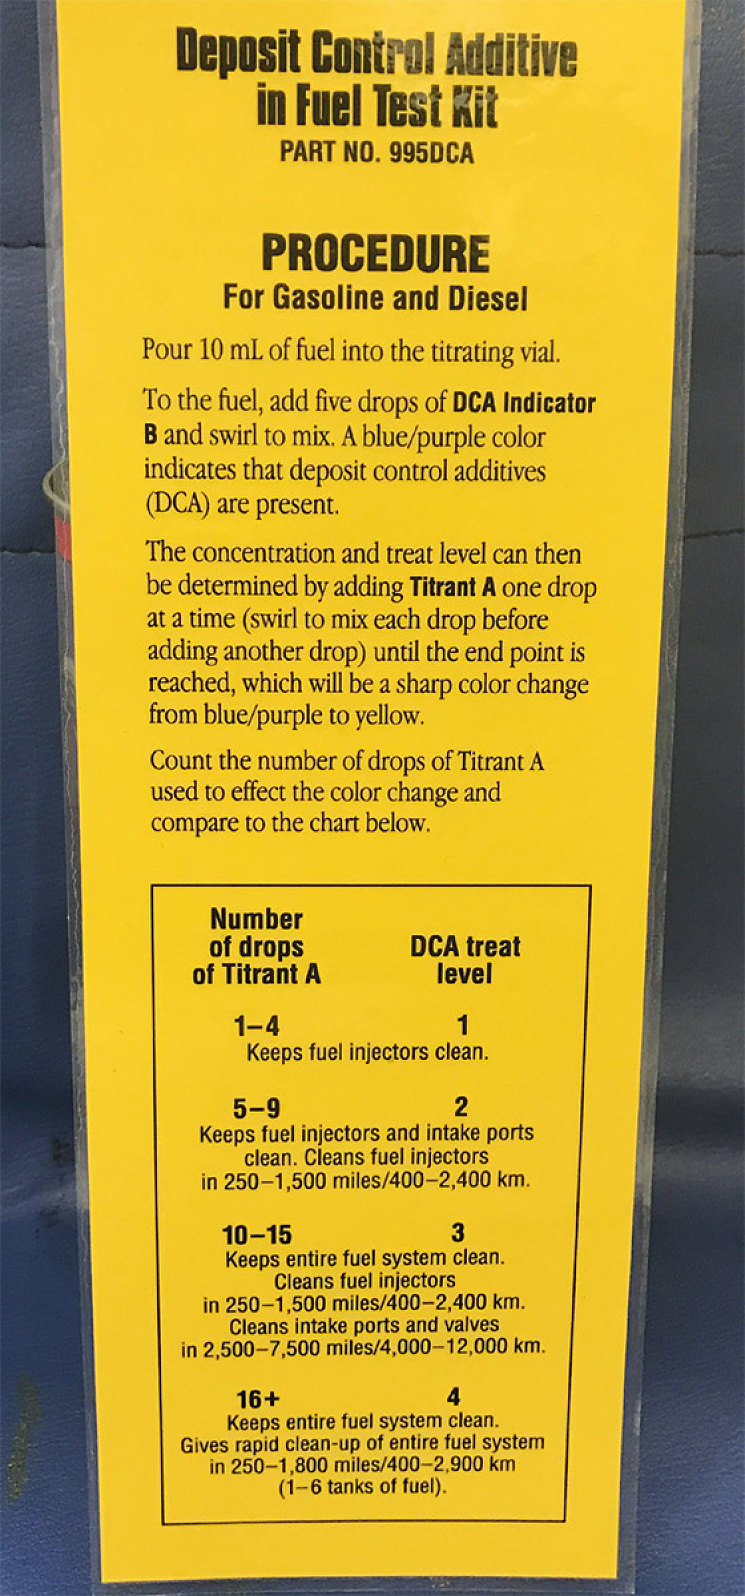 Deposit Control Additive
in Fuel Test Kit
PART NO. 995DCA
PROCEDURE
For Gasoline and Diesel
Pour 10 mL of fuel into the titrating vial.
To the fuel, add five drops of DCA Indicator
B and swirl to mix. A blue/purple color
indicates that deposit control additives
(DCA) are present.
The concentration and treat level can then
be determined by adding Titrant A one drop
at a time (swirl to mix each drop before
adding another drop) until the end point is
reached, which will be a sharp color change
from blue/purple to yellow.
Count the number of drops of Titrant A
used to effect the color change and
compare to the chart below.
Number
of drops DCA treat
of Titrant A level
1–4 1
Keeps fuel injectors clean.
5–9 2
Keeps fuel injectors and intake ports
clean. Cleans fuel injectors
in 250–1,500 miles/400–2,400 km.
10–15 3
Keeps entire fuel system clean.
Cleans fuel injectors
in 250–1,500 miles/400–2,400 km.
Cleans intake ports and valves
in 2,500–7,500 miles/4,000–12,000 km.
16+ 4
Keeps entire fuel system clean.
Gives rapid clean-up of entire fuel system
in 250–1,800 miles/400–2,900 km
(1–6 tanks of fuel).